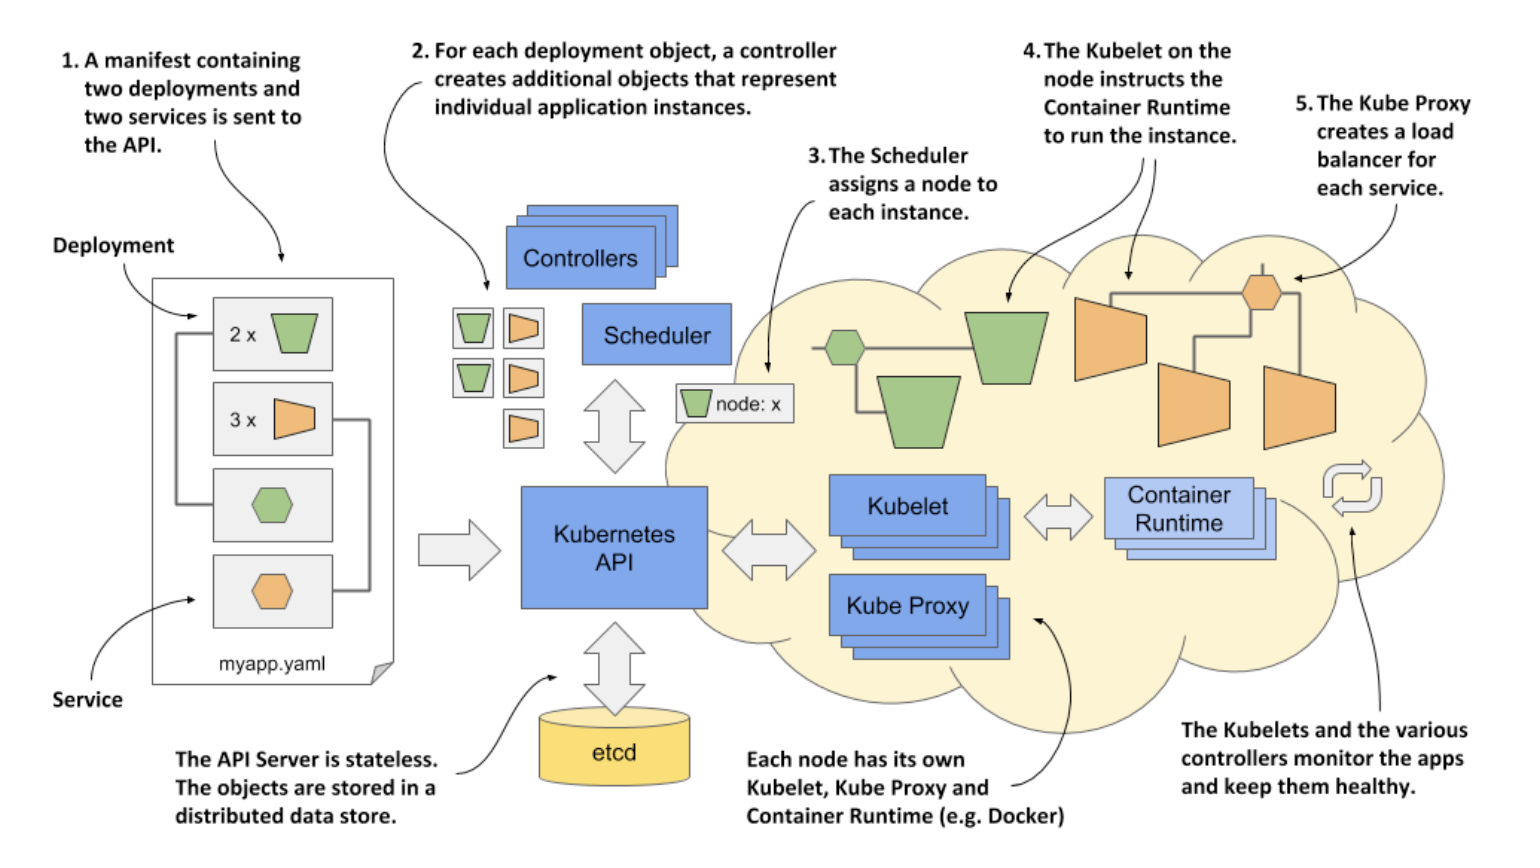 1. A manifest containing
two deployments and
two services is sent to
the API.
2. For each deployment object, a controller
creates additional objects that represent
individual application instances.
3. The Scheduler
assigns a node to
each instance.
4. The Kubelet on the
node instructs the
Container Runtime
to run the instance.
5. The Kube Proxy
creates a load
balancer for
each service.
Deployment
2 x
3 x
myapp.yaml
Service
Controllers
Scheduler
node: x
Kubernetes
API
Kubelet
Container
Runtime
Kube Proxy
etcd
The API Server is stateless.
The objects are stored in a
distributed data store.
Each node has its own
Kubelet, Kube Proxy and
Container Runtime (e.g. Docker)
The Kubelets and the various
controllers monitor the apps
and keep them healthy.